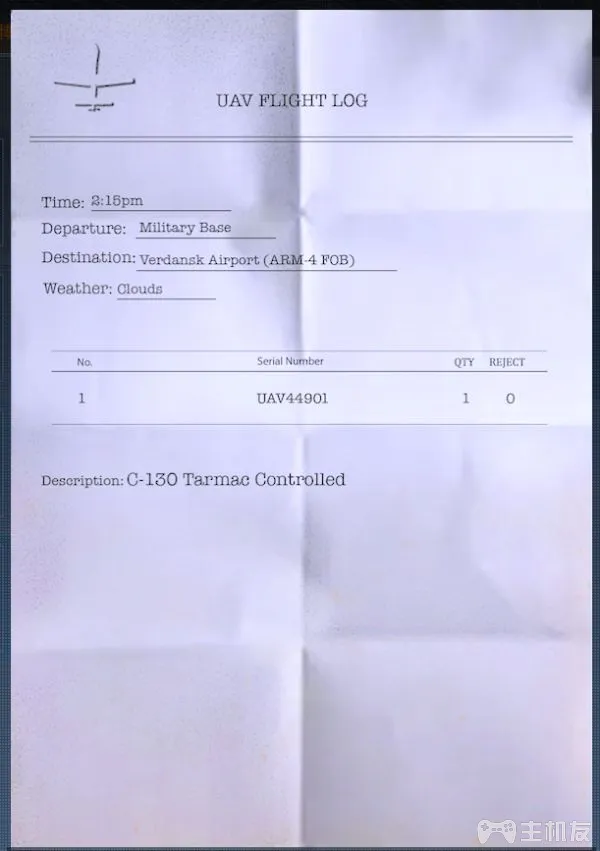 UAV FLIGHT LOG
Time: 2:15pm
Departure: Military Base
Destination: Verdansk Airport (ARM-4 FOB)
Weather: Clouds
No. Serial Number QTY REJECT
1 UAV44901 1 0
Description: C-130 Tarmac Controlled
主机友